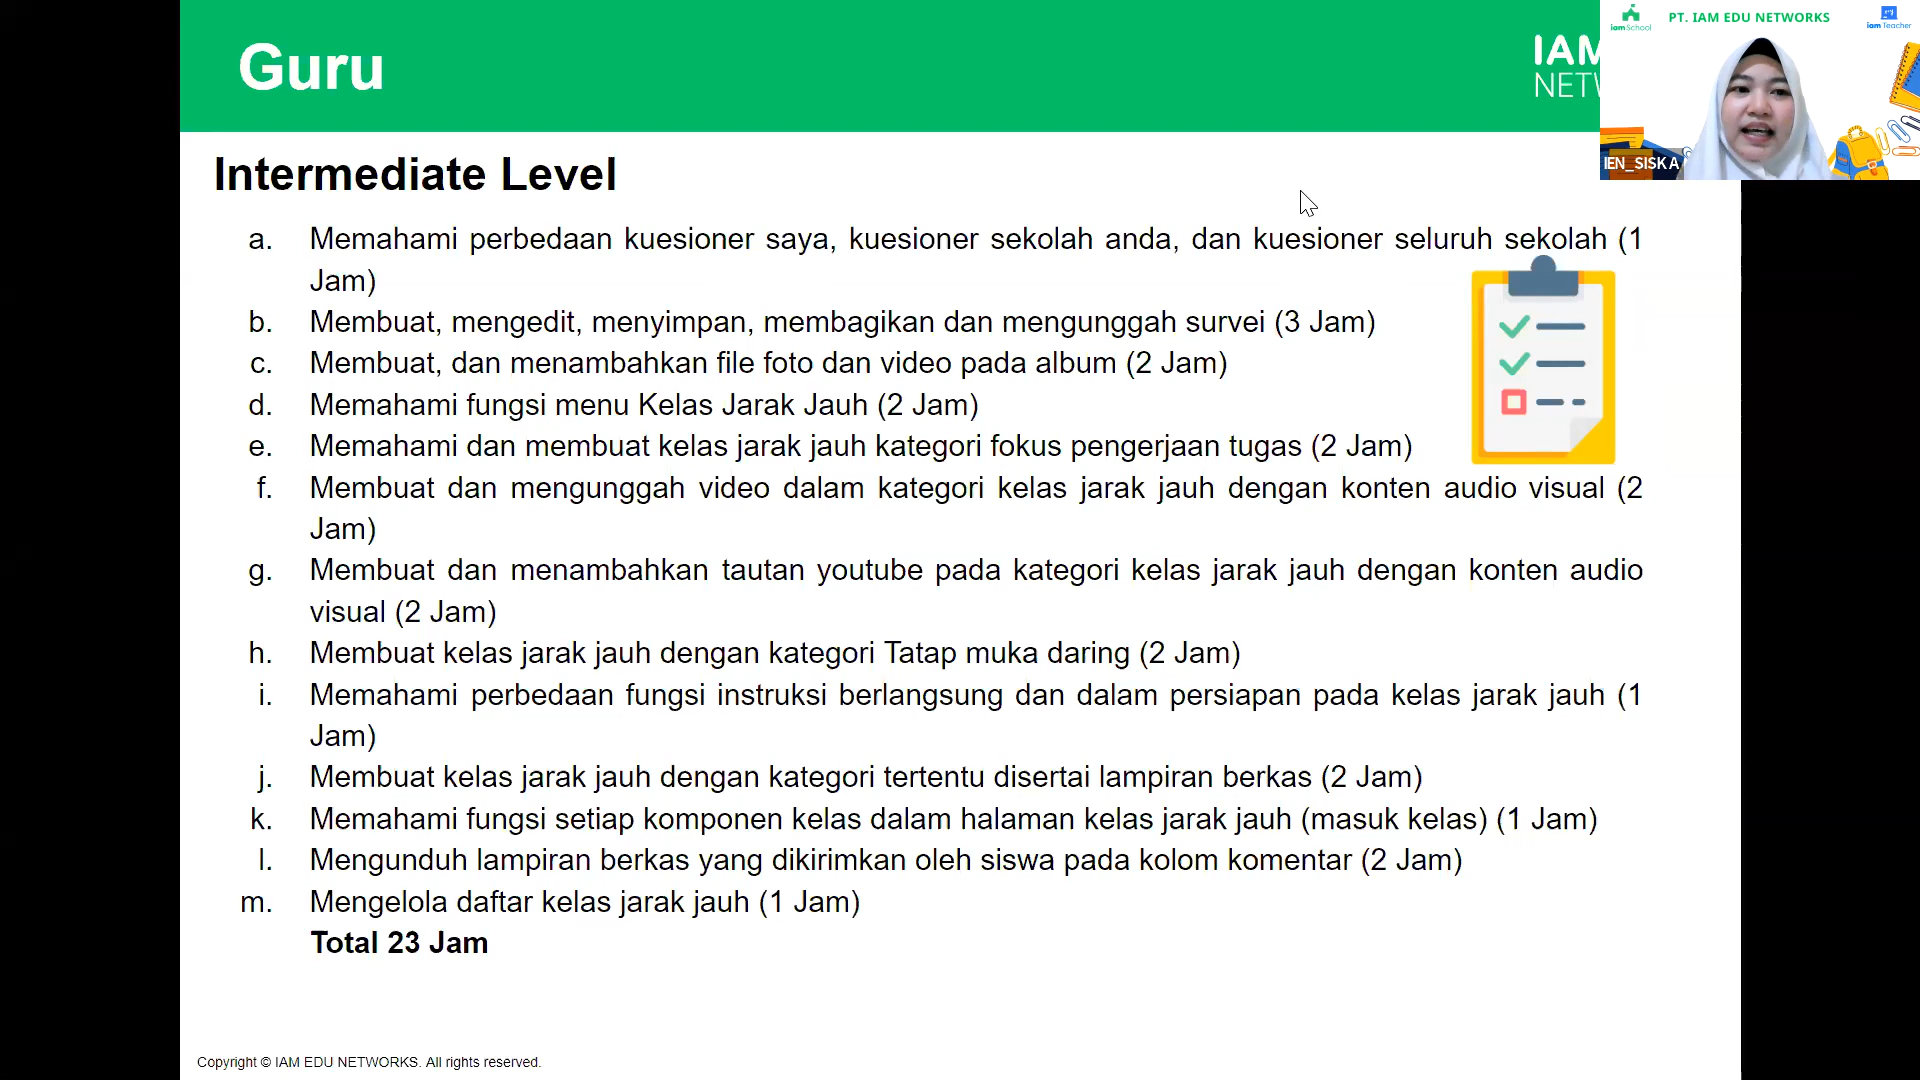 Guru
IAM
NETW
iam School
PT. IAM EDU NETWORKS
iam Teacher
IEN_SISKA
Intermediate Level
a. Memahami perbedaan kuesioner saya, kuesioner sekolah anda, dan kuesioner seluruh sekolah (1
Jam)
b. Membuat, mengedit, menyimpan, membagikan dan mengunggah survei (3 Jam)
c. Membuat, dan menambahkan file foto dan video pada album (2 Jam)
d. Memahami fungsi menu Kelas Jarak Jauh (2 Jam)
e. Memahami dan membuat kelas jarak jauh kategori fokus pengerjaan tugas (2 Jam)
f. Membuat dan mengunggah video dalam kategori kelas jarak jauh dengan konten audio visual (2
Jam)
g. Membuat dan menambahkan tautan youtube pada kategori kelas jarak jauh dengan konten audio
visual (2 Jam)
h. Membuat kelas jarak jauh dengan kategori Tatap muka daring (2 Jam)
i. Memahami perbedaan fungsi instruksi berlangsung dan dalam persiapan pada kelas jarak jauh (1
Jam)
j. Membuat kelas jarak jauh dengan kategori tertentu disertai lampiran berkas (2 Jam)
k. Memahami fungsi setiap komponen kelas dalam halaman kelas jarak jauh (masuk kelas) (1 Jam)
l. Mengunduh lampiran berkas yang dikirimkan oleh siswa pada kolom komentar (2 Jam)
m. Mengelola daftar kelas jarak jauh (1 Jam)
Total 23 Jam
Copyright © IAM EDU NETWORKS. All rights reserved.